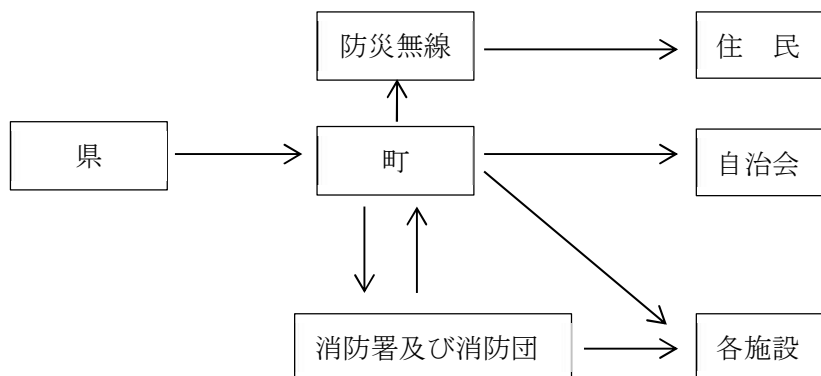 防災無線
住　民
県
町
自治会
消防署及び消防団
各施設